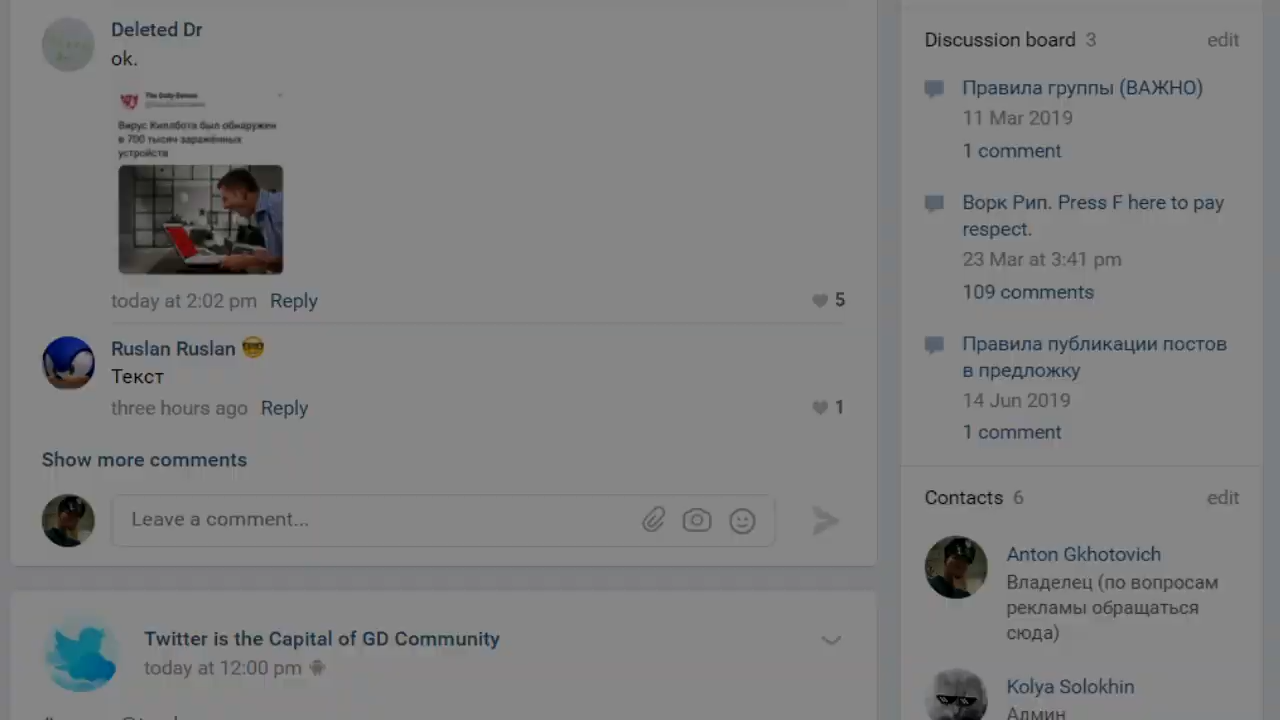 Deleted Dr
ok.
The Daily
Вирус Киллбота был обнаружен
в 700 тысяч заражённых
устройств
today at 2:02 pm Reply
5
Ruslan Ruslan
Текст
three hours ago Reply
1
Show more comments
Leave a comment...
Twitter is the Capital of GD Community
today at 12:00 pm
Discussion board 3 edit
Правила группы (ВАЖНО)
11 Mar 2019
1 comment
Ворк Рип. Press F here to pay
respect.
23 Mar at 3:41 pm
109 comments
Правила публикации постов
в предложку
14 Jun 2019
1 comment
Contacts 6 edit
Anton Gkhotovich
Владелец (по вопросам
рекламы обращаться
сюда)
Kolya Solokhin
Админ